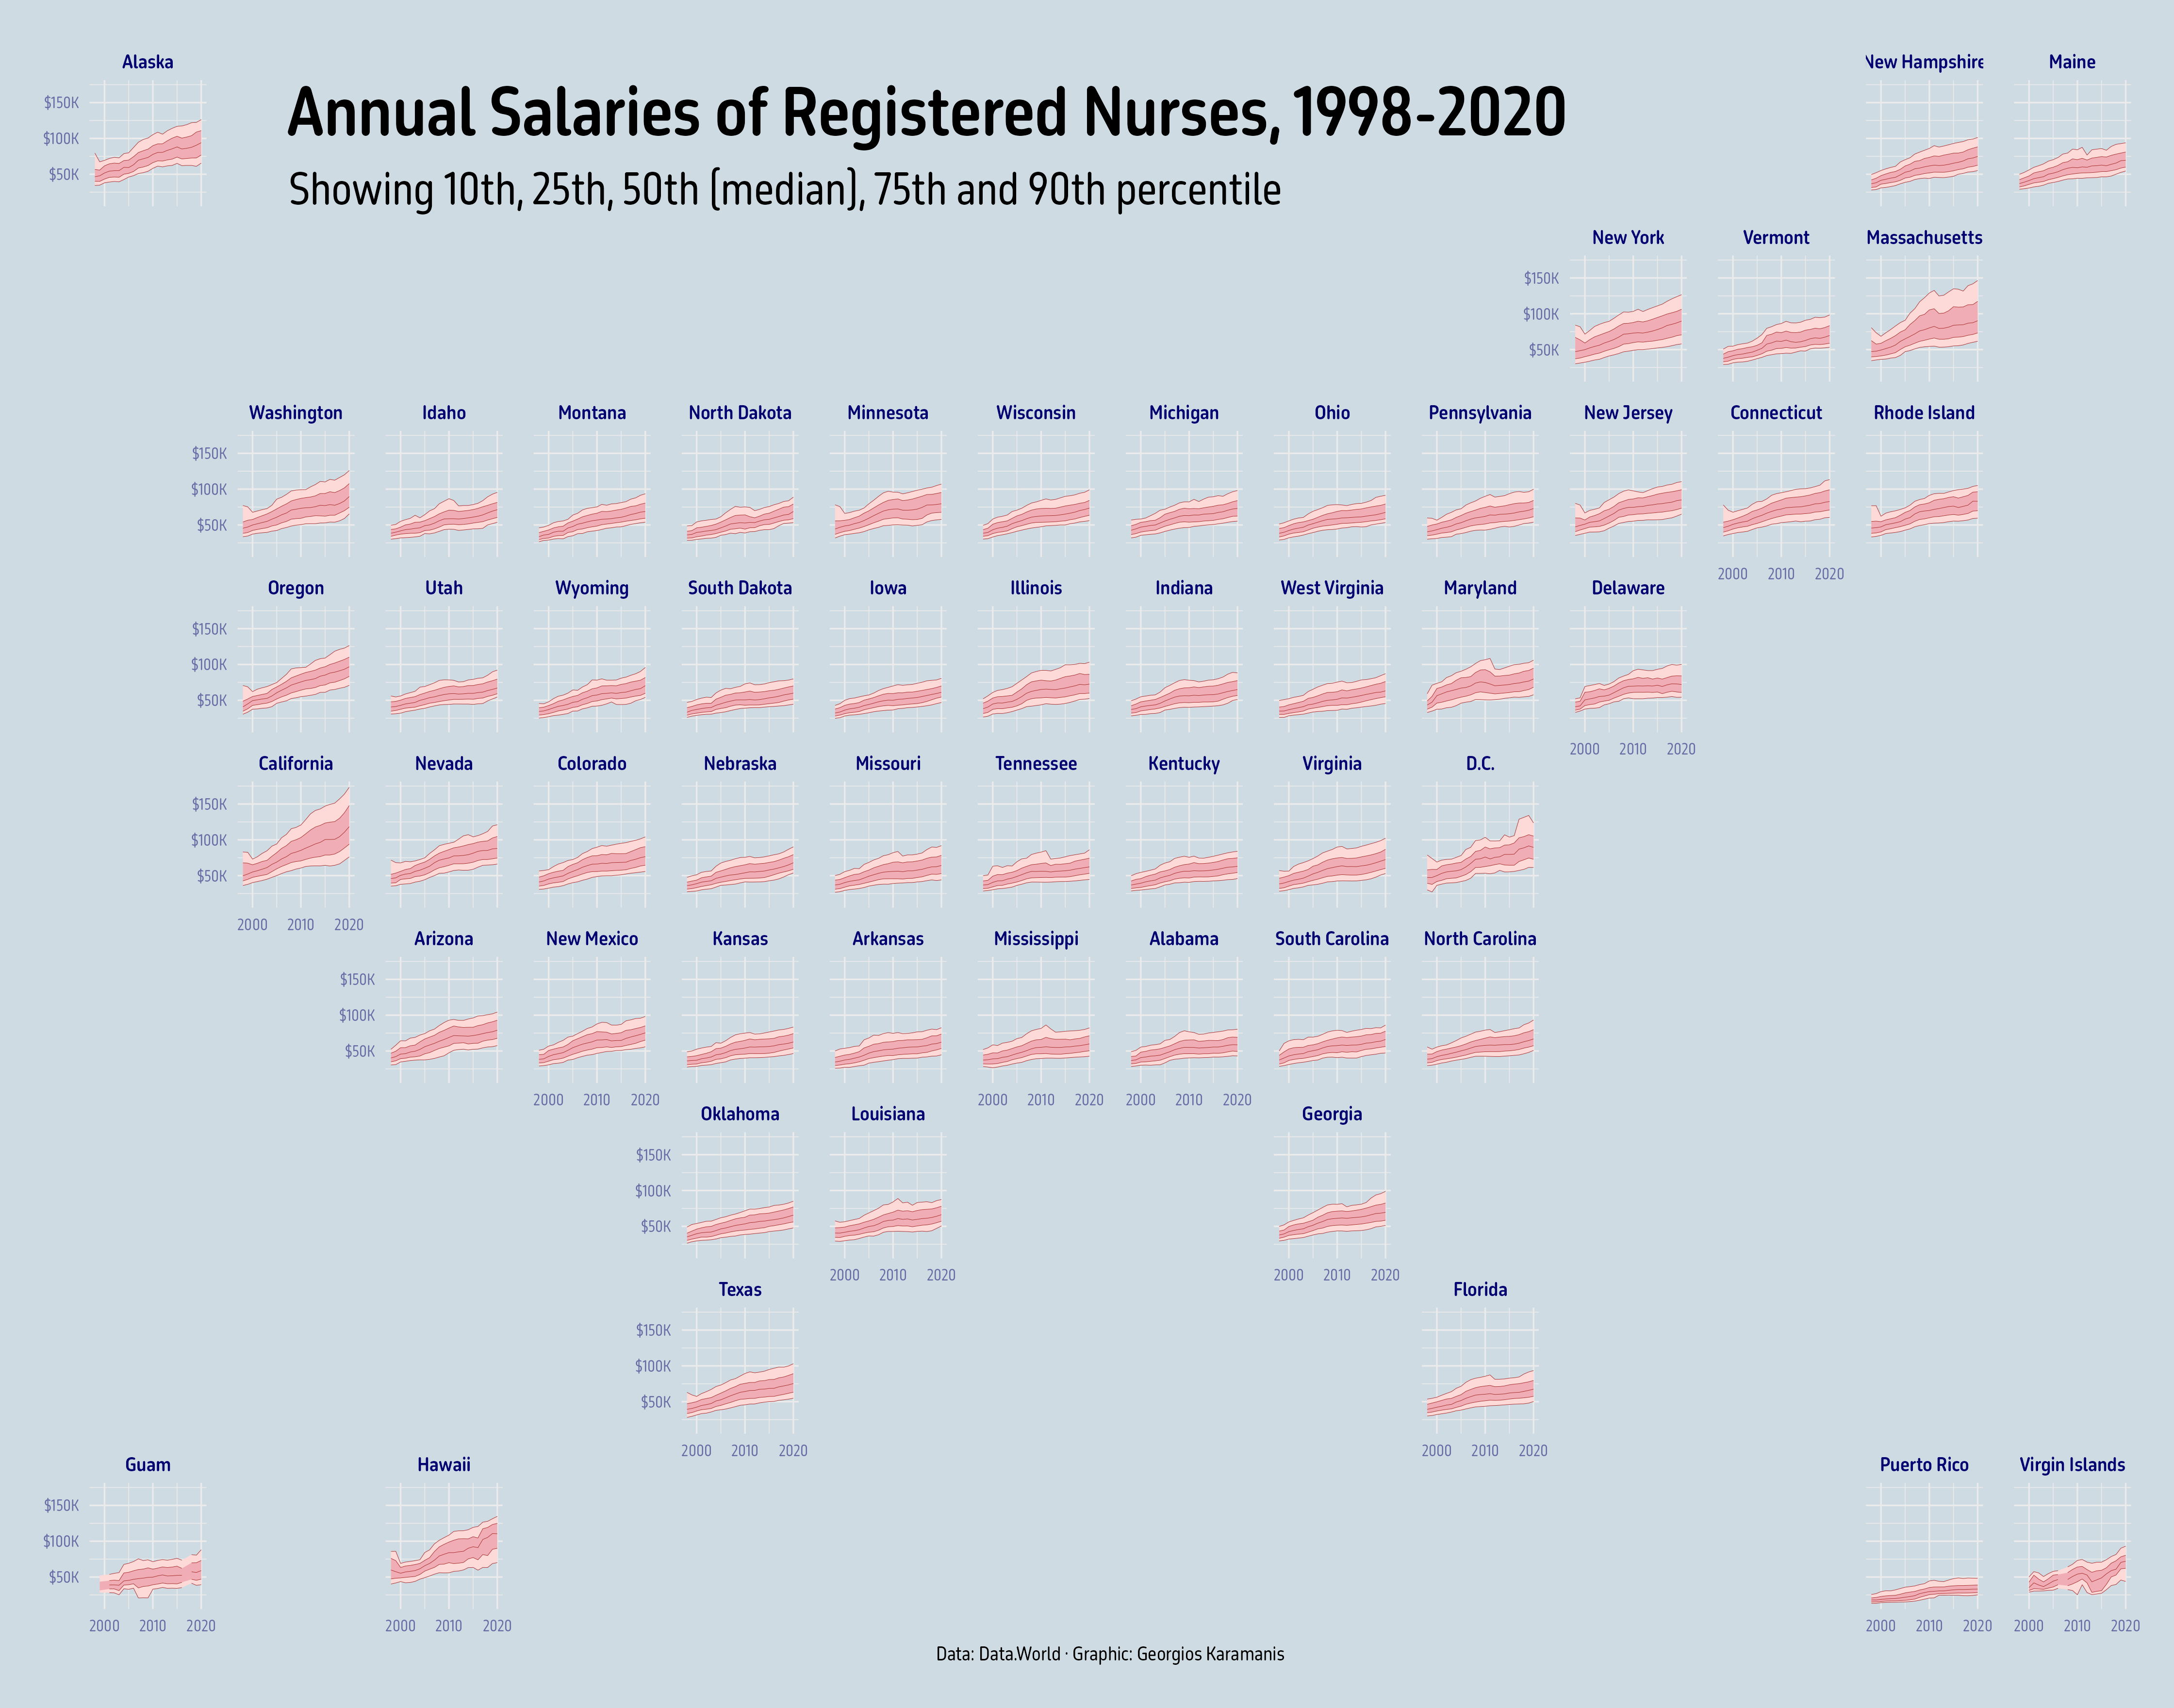 Alaska
New Hampshire
Maine
$150K
$100K
$50K
Annual Salaries of Registered Nurses, 1998-2020
Showing 10th, 25th, 50th (median), 75th and 90th percentile
New York
Vermont
Massachusetts
$150K
$100K
$50K
Washington
Idaho
Montana
North Dakota
Minnesota
Wisconsin
Michigan
Ohio
Pennsylvania
New Jersey
Connecticut
Rhode Island
$150K
$100K
$50K
2000 2010 2020
Oregon
Utah
Wyoming
South Dakota
Iowa
Illinois
Indiana
West Virginia
Maryland
Delaware
$150K
$100K
$50K
2000 2010 2020
California
Nevada
Colorado
Nebraska
Missouri
Tennessee
Kentucky
Virginia
D.C.
$150K
$100K
$50K
2000 2010 2020
Arizona
New Mexico
Kansas
Arkansas
Mississippi
Alabama
South Carolina
North Carolina
$150K
$100K
$50K
2000 2010 2020
2000 2010 2020
2000 2010 2020
Oklahoma
Louisiana
Georgia
$150K
$100K
$50K
$150K
$100K
$50K
2000 2010 2020
2000 2010 2020
Texas
Florida
$150K
$100K
$50K
$150K
$100K
$50K
2000 2010 2020
2000 2010 2020
Guam
Hawaii
Puerto Rico
Virgin Islands
$150K
$100K
$50K
2000 2010 2020
2000 2010 2020
2000 2010 2020
2000 2010 2020
Data: Data.World · Graphic: Georgios Karamanis